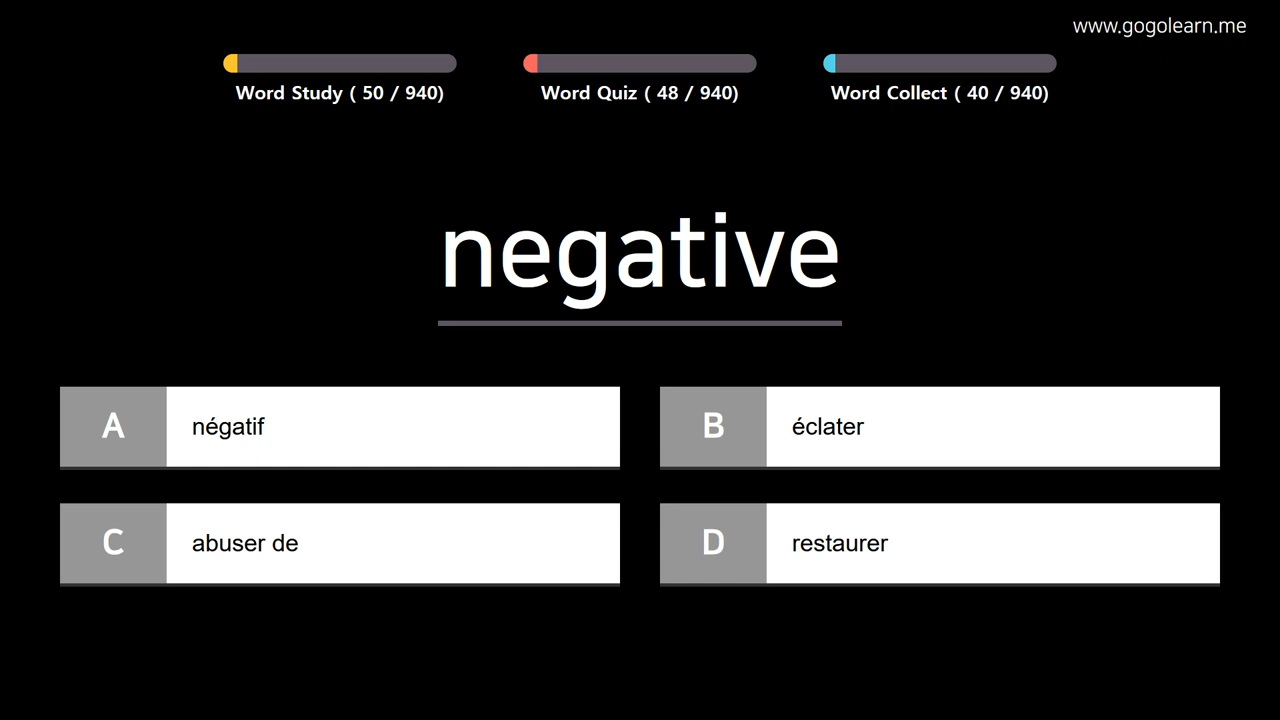 www.gogolearn.me
Word Study ( 50 / 940)
Word Quiz ( 48 / 940)
Word Collect ( 40 / 940)
negative
A négatif
B éclater
C abuser de
D restaurer